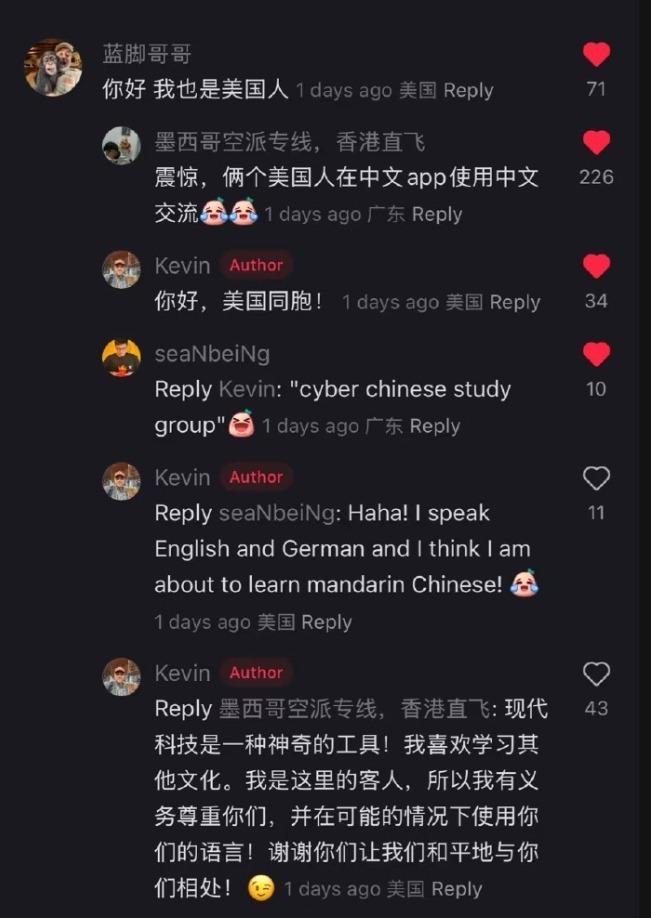 蓝脚哥哥
你好 我也是美国人 1 days ago 美国 Reply
71
墨西哥空派专线，香港直飞
震惊，俩个美国人在中文app使用中文
交流 1 days ago 广东 Reply
226
Kevin Author
你好，美国同胞！ 1 days ago 美国 Reply
34
seaNbeiNg
Reply Kevin: "cyber chinese study
group" 1 days ago 广东 Reply
10
Kevin Author
Reply seaNbeiNg: Haha! I speak
English and German and I think I am
about to learn mandarin Chinese!
1 days ago 美国 Reply
11
Kevin Author
Reply 墨西哥空派专线，香港直飞: 现代
科技是一种神奇的工具！我喜欢学习其
他文化。我是这里的客人，所以我有义
务尊重你们，并在可能的情况下使用你
们的语言！谢谢你们让我们和平地与你
们相处！😉 1 days ago 美国 Reply
43